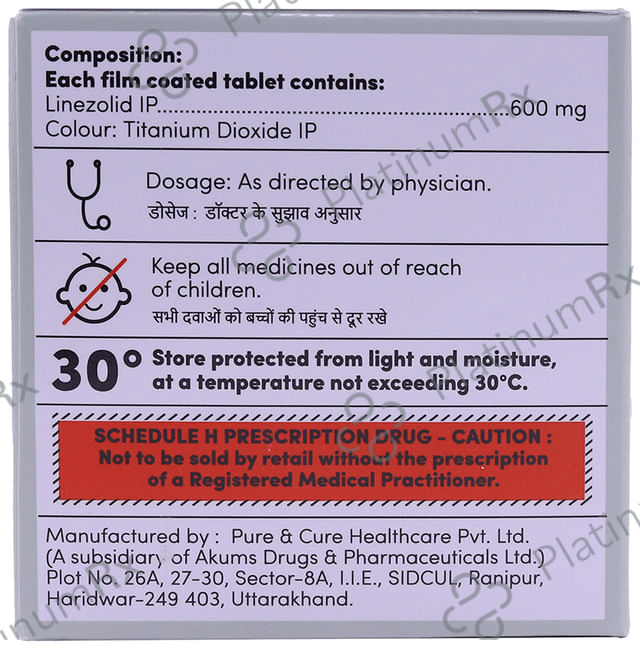 Composition:
Each film coated tablet contains:
Linezolid IP..........................................................600 mg
Colour: Titanium Dioxide IP
Dosage: As directed by physician.
डोसेज : डॉक्टर के सुझाव अनुसार
Keep all medicines out of reach
of children.
सभी दवाओं को बच्चों की पहुंच से दूर रखे
30° Store protected from light and moisture,
at a temperature not exceeding 30°C.
SCHEDULE H PRESCRIPTION DRUG - CAUTION :
Not to be sold by retail without the prescription
of a Registered Medical Practitioner.
Manufactured by : Pure & Cure Healthcare Pvt. Ltd.
(A subsidiary of Akums Drugs & Pharmaceuticals Ltd.)
Plot No. 26A, 27-30, Sector-8A, I.I.E., SIDCUL, Ranipur,
Haridwar-249 403, Uttarakhand.
PlatinumRx
PlatinumRx
PlatinumRx